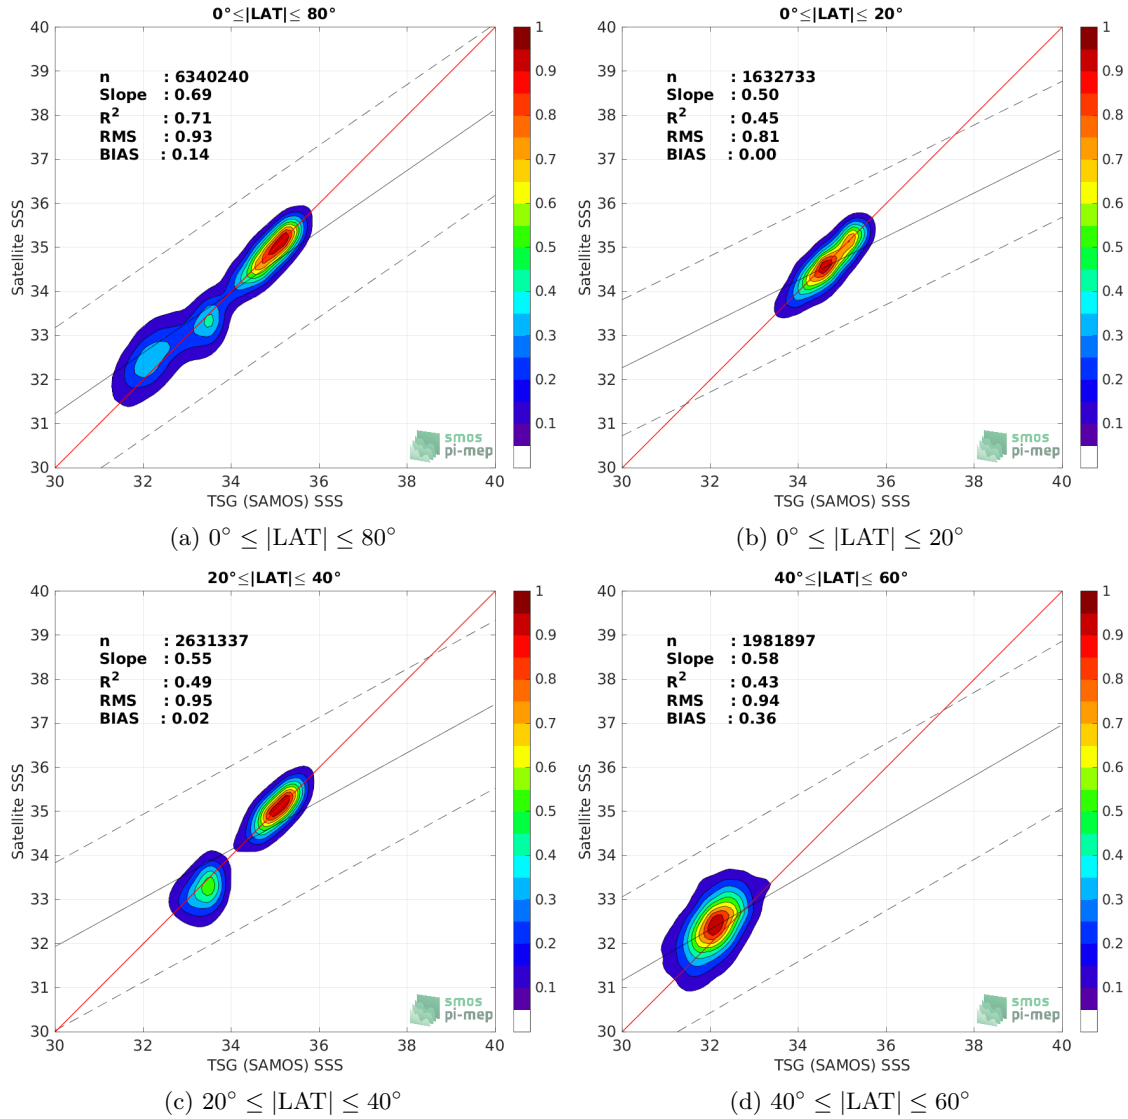 0°≤|LAT|≤ 80°
n : 6340240
Slope : 0.69
R² : 0.71
RMS : 0.93
BIAS : 0.14
Satellite SSS
40
39
38
37
36
35
34
33
32
31
30
30 32 34 36 38 40
TSG (SAMOS) SSS
1
0.9
0.8
0.7
0.6
0.5
0.4
0.3
0.2
0.1
smos
pi-mep
(a) 0° ≤ |LAT| ≤ 80°
0°≤|LAT|≤ 20°
n : 1632733
Slope : 0.50
R² : 0.45
RMS : 0.81
BIAS : 0.00
Satellite SSS
40
39
38
37
36
35
34
33
32
31
30
30 32 34 36 38 40
TSG (SAMOS) SSS
1
0.9
0.8
0.7
0.6
0.5
0.4
0.3
0.2
0.1
smos
pi-mep
(b) 0° ≤ |LAT| ≤ 20°
20°≤|LAT|≤ 40°
n : 2631337
Slope : 0.55
R² : 0.49
RMS : 0.95
BIAS : 0.02
Satellite SSS
40
39
38
37
36
35
34
33
32
31
30
30 32 34 36 38 40
TSG (SAMOS) SSS
1
0.9
0.8
0.7
0.6
0.5
0.4
0.3
0.2
0.1
smos
pi-mep
(c) 20° ≤ |LAT| ≤ 40°
40°≤|LAT|≤ 60°
n : 1981897
Slope : 0.58
R² : 0.43
RMS : 0.94
BIAS : 0.36
Satellite SSS
40
39
38
37
36
35
34
33
32
31
30
30 32 34 36 38 40
TSG (SAMOS) SSS
1
0.9
0.8
0.7
0.6
0.5
0.4
0.3
0.2
0.1
smos
pi-mep
(d) 40° ≤ |LAT| ≤ 60°